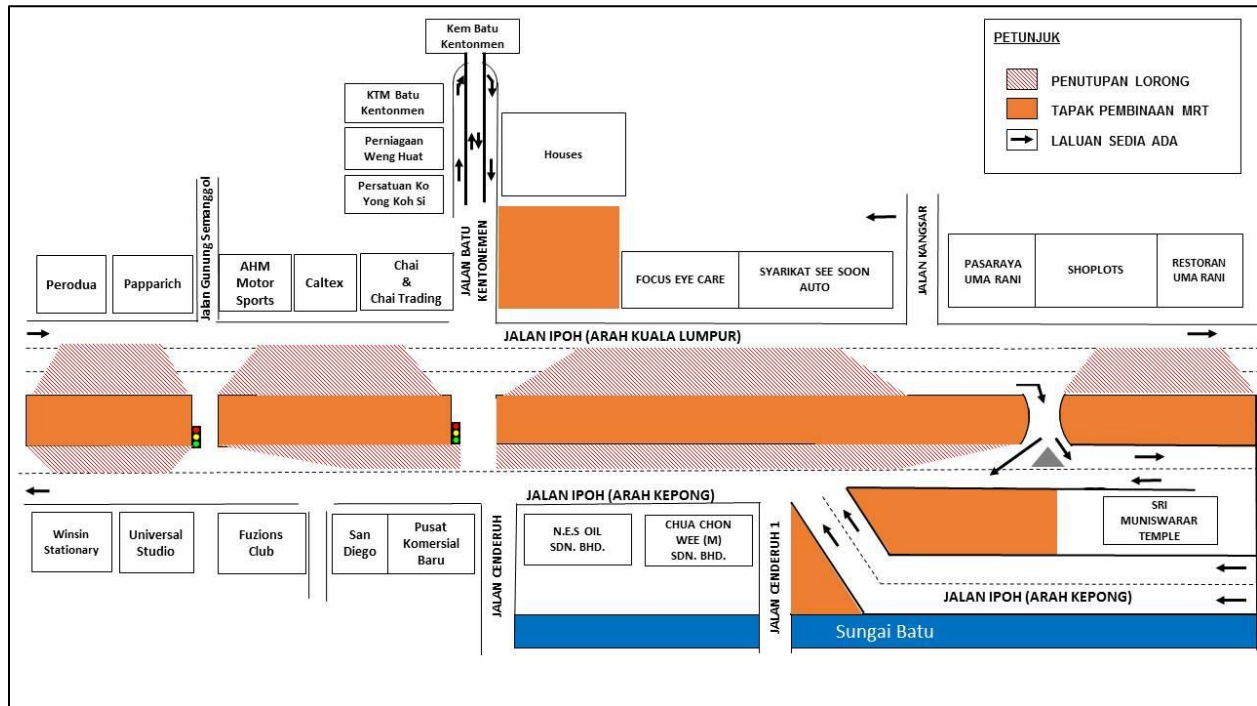 Kem Batu
Kentonmen
PETUNJUK
PENUTUPAN LORONG
TAPAK PEMBINAAN MRT
LALUAN SEDIA ADA
KTM Batu
Kentonmen
Perniagaan
Weng Huat
Persatuan Ko
Yong Koh Si
Houses
Jalan Gunung Semanggol
JALAN BATU
KENTONEMEN
JALAN KANGSAR
Perodua
Papparich
AHM
Motor
Sports
Caltex
Chai
&
Chai Trading
FOCUS EYE CARE
SYARIKAT SEE SOON
AUTO
PASARAYA
UMA RANI
SHOPLOTS
RESTORAN
UMA RANI
JALAN IPOH (ARAH KUALA LUMPUR)
JALAN IPOH (ARAH KEPONG)
Winsin
Stationary
Universal
Studio
Fuzions
Club
San
Diego
Pusat
Komersial
Baru
JALAN CENDERUH
N.E.S OIL
SDN. BHD.
CHUA CHON
WEE (M)
SDN. BHD.
JALAN CENDERUH 1
SRI
MUNISWARAR
TEMPLE
JALAN IPOH (ARAH KEPONG)
Sungai Batu